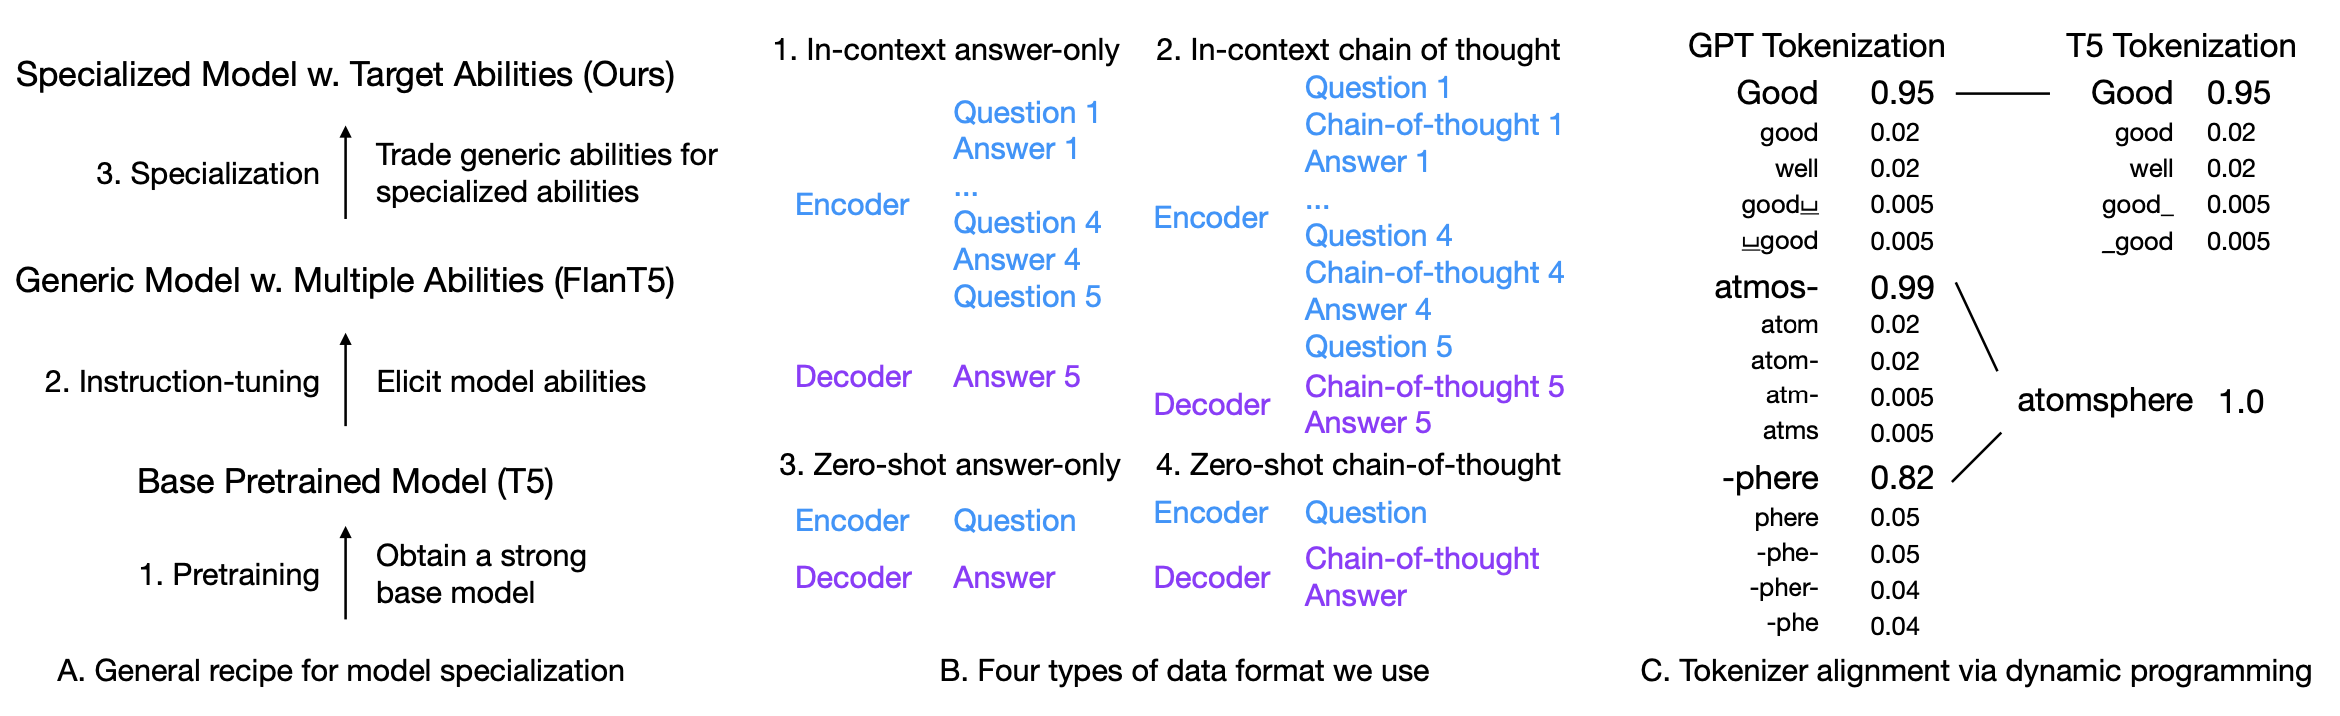 Specialized Model w. Target Abilities (Ours)
3. Specialization
Trade generic abilities for
specialized abilities
Generic Model w. Multiple Abilities (FlanT5)
2. Instruction-tuning
Elicit model abilities
Base Pretrained Model (T5)
1. Pretraining
Obtain a strong
base model
A. General recipe for model specialization
1. In-context answer-only
Encoder
Question 1
Answer 1
...
Question 4
Answer 4
Question 5
Decoder
Answer 5
2. In-context chain of thought
Encoder
Question 1
Chain-of-thought 1
Answer 1
...
Question 4
Chain-of-thought 4
Answer 4
Question 5
Decoder
Chain-of-thought 5
Answer 5
3. Zero-shot answer-only
Encoder Question
Decoder Answer
4. Zero-shot chain-of-thought
Encoder Question
Decoder
Chain-of-thought
Answer
B. Four types of data format we use
GPT Tokenization
Good 0.95
good 0.02
well 0.02
good␣ 0.005
␣good 0.005
atmos- 0.99
atom 0.02
atom- 0.02
atm- 0.005
atms 0.005
-phere 0.82
phere 0.05
-phe- 0.05
-pher- 0.04
-phe 0.04
T5 Tokenization
Good 0.95
good 0.02
well 0.02
good_ 0.005
_good 0.005
atomsphere 1.0
C. Tokenizer alignment via dynamic programming